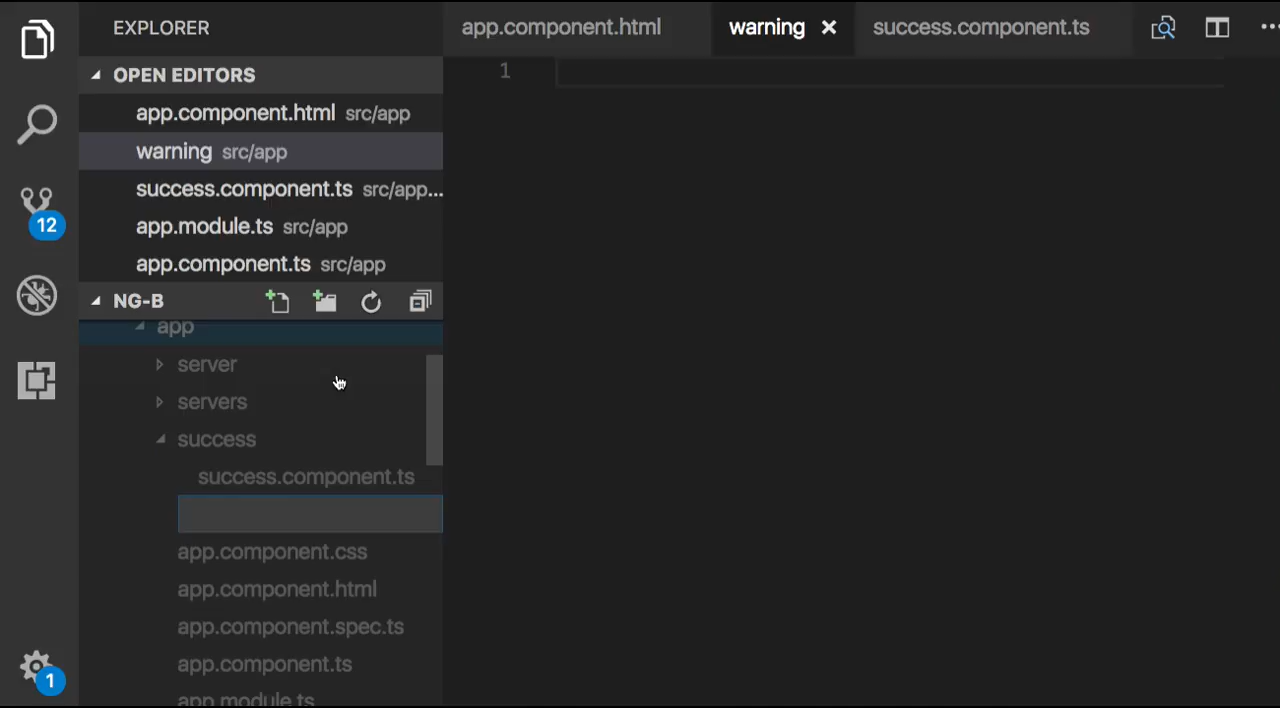 EXPLORER
app.component.html
warning
success.component.ts
OPEN EDITORS
app.component.html src/app
warning src/app
success.component.ts src/app...
app.module.ts src/app
app.component.ts src/app
12
NG-B
app
server
servers
success
success.component.ts
app.component.css
app.component.html
app.component.spec.ts
app.component.ts
app.module.ts
1
1